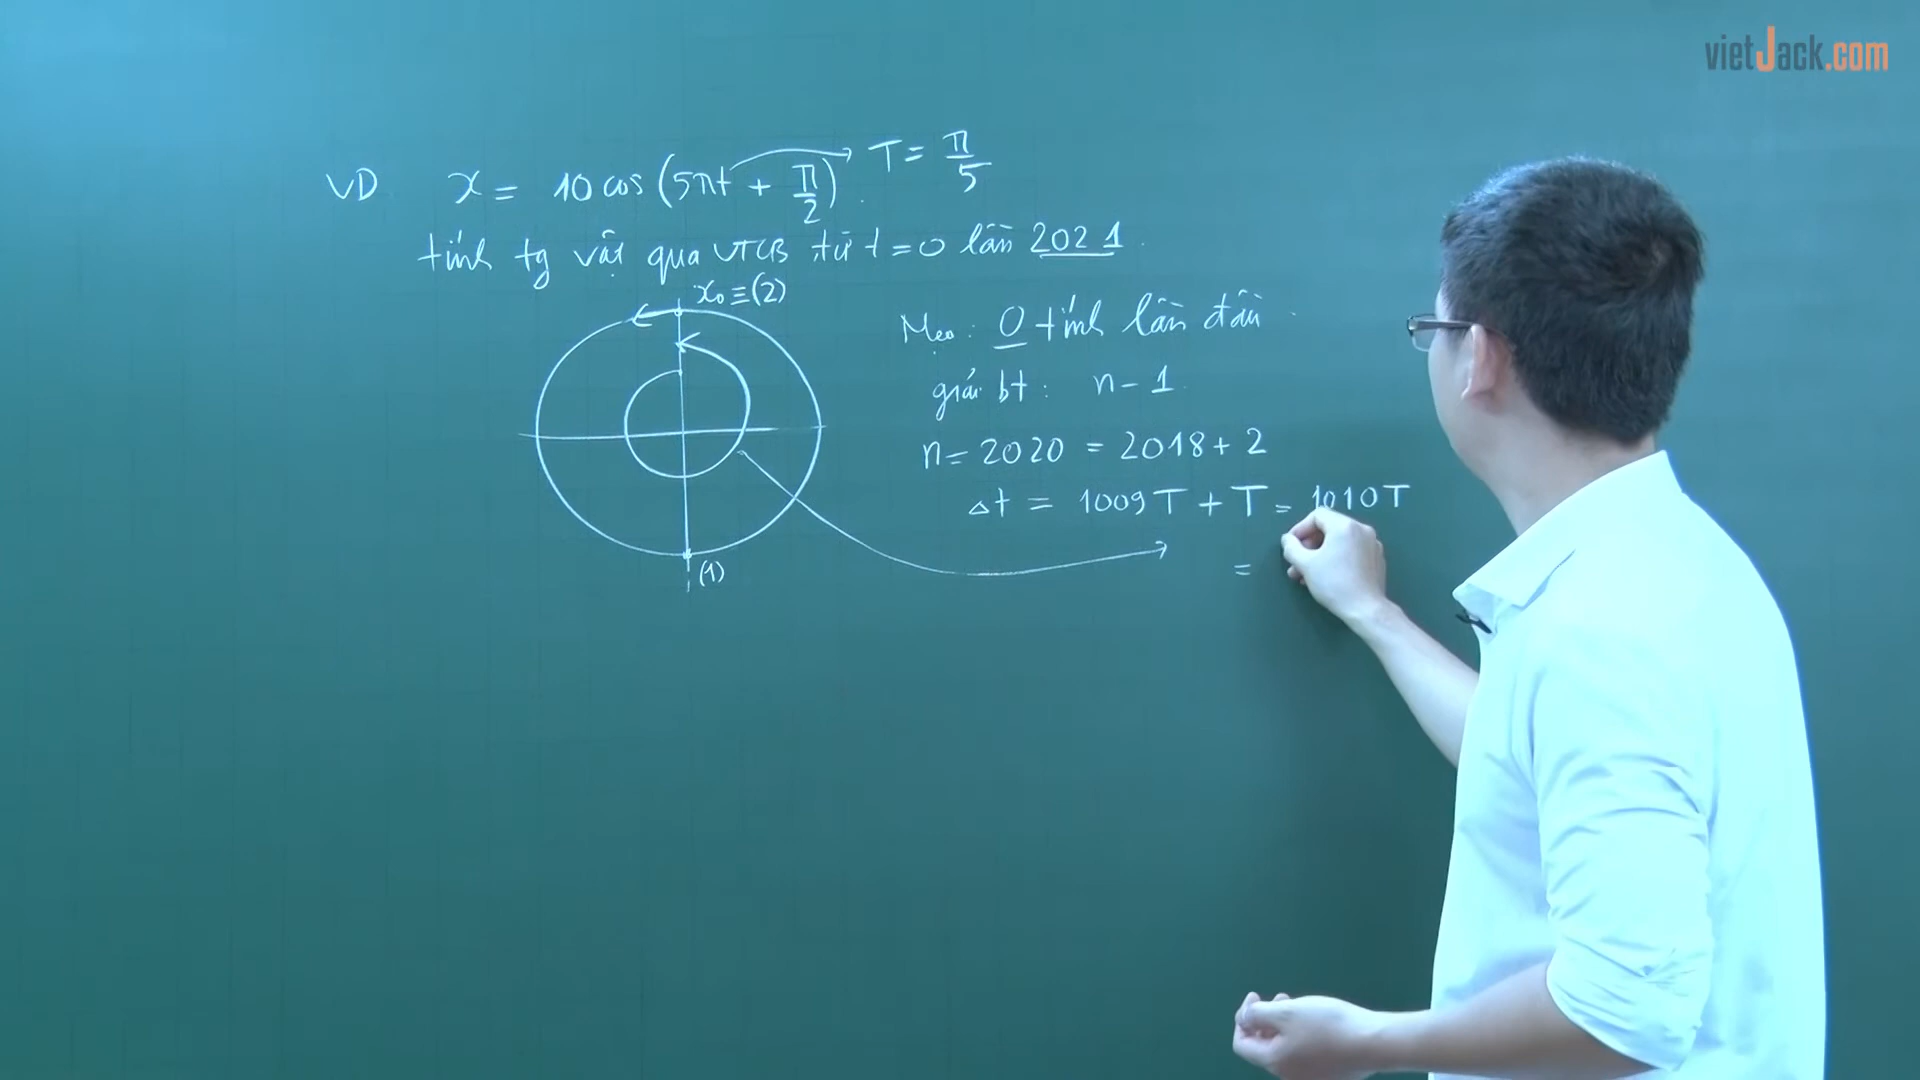 vietJack.com
VD x = 10 cos (5πt + π/2). T = π/5
tính tg vật qua VTCB từ t = 0 lần 2021.
x₀ ≡ (2)
(1)
Mẹo: 0 tính lần đầu.
giải bt: n - 1.
n = 2020 = 2018 + 2
Δt = 1009T + T = 1010T
=